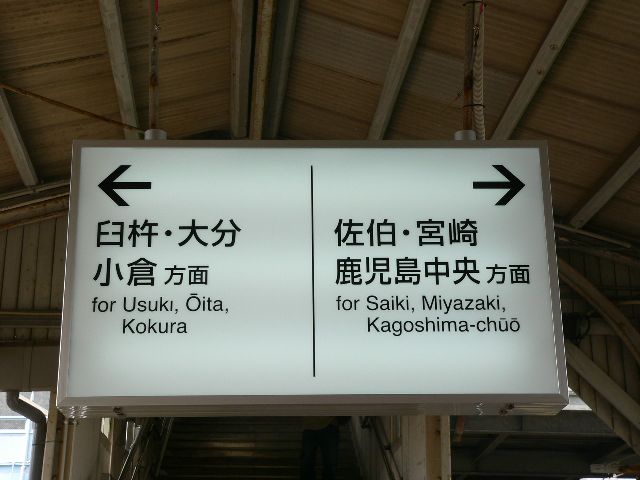 ←
臼杵・大分
小倉 方面
for Usuki, Ōita,
Kokura
→
佐伯・宮崎
鹿児島中央 方面
for Saiki, Miyazaki,
Kagoshima-chūō